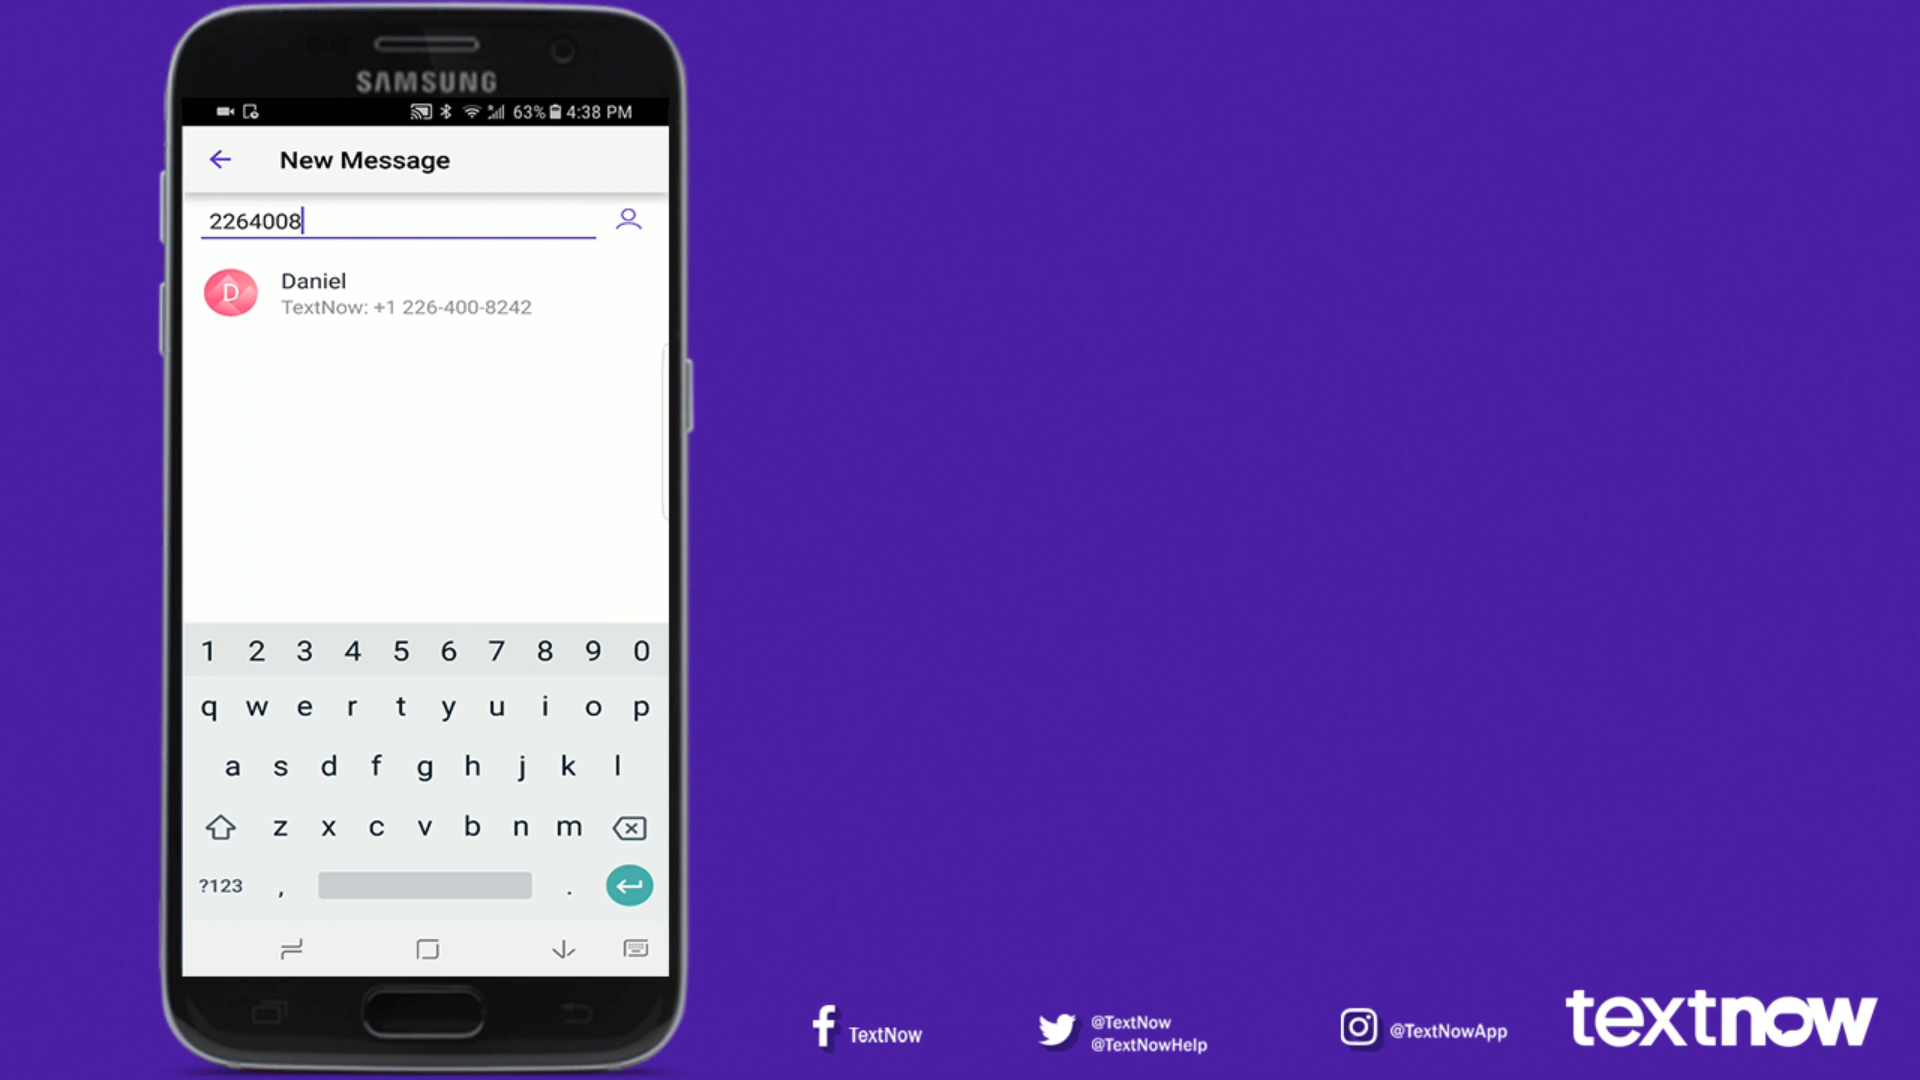 SAMSUNG
63% 4:38 PM
New Message
2264008
D
Daniel
TextNow: +1 226-400-8242
1 2 3 4 5 6 7 8 9 0
q w e r t y u i o p
a s d f g h j k l
z x c v b n m
?123 , .
TextNow
@TextNow
@TextNowHelp
@TextNowApp
textnow